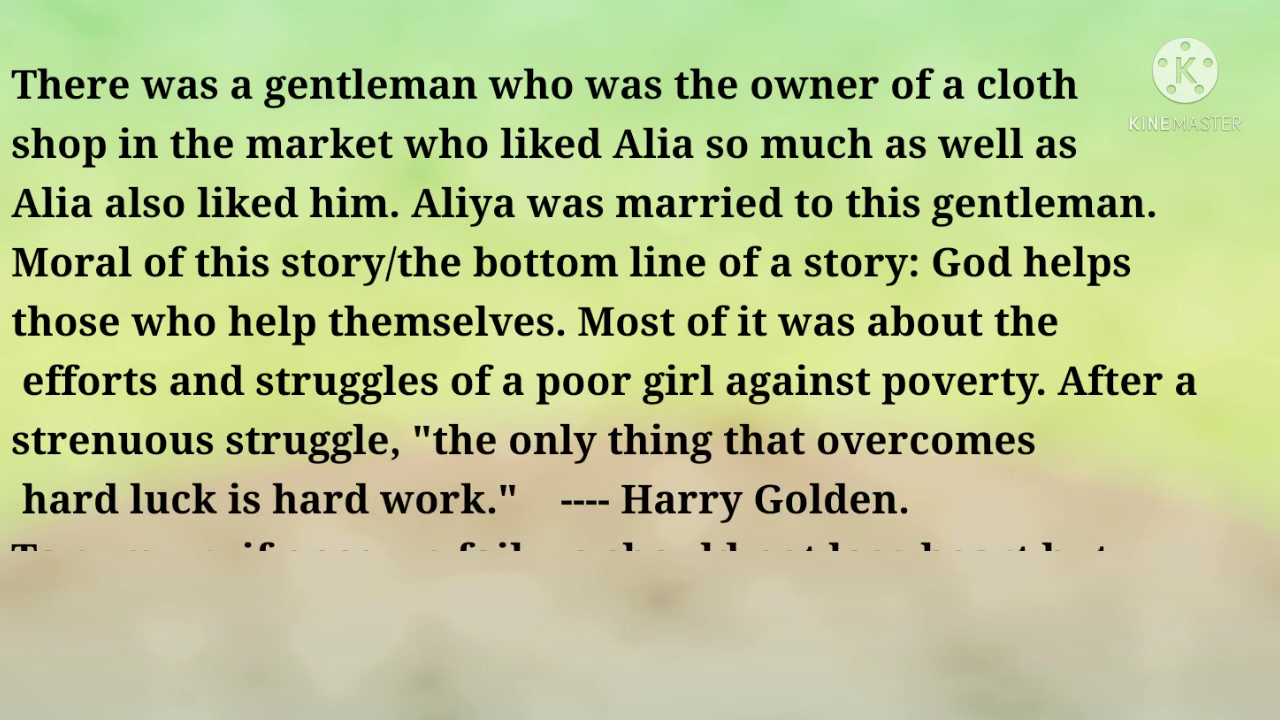 There was a gentleman who was the owner of a cloth
shop in the market who liked Alia so much as well as
Alia also liked him. Aliya was married to this gentleman.
Moral of this story/the bottom line of a story: God helps
those who help themselves. Most of it was about the
efforts and struggles of a poor girl against poverty. After a
strenuous struggle, "the only thing that overcomes
hard luck is hard work."    ---- Harry Golden.
KINEMASTER